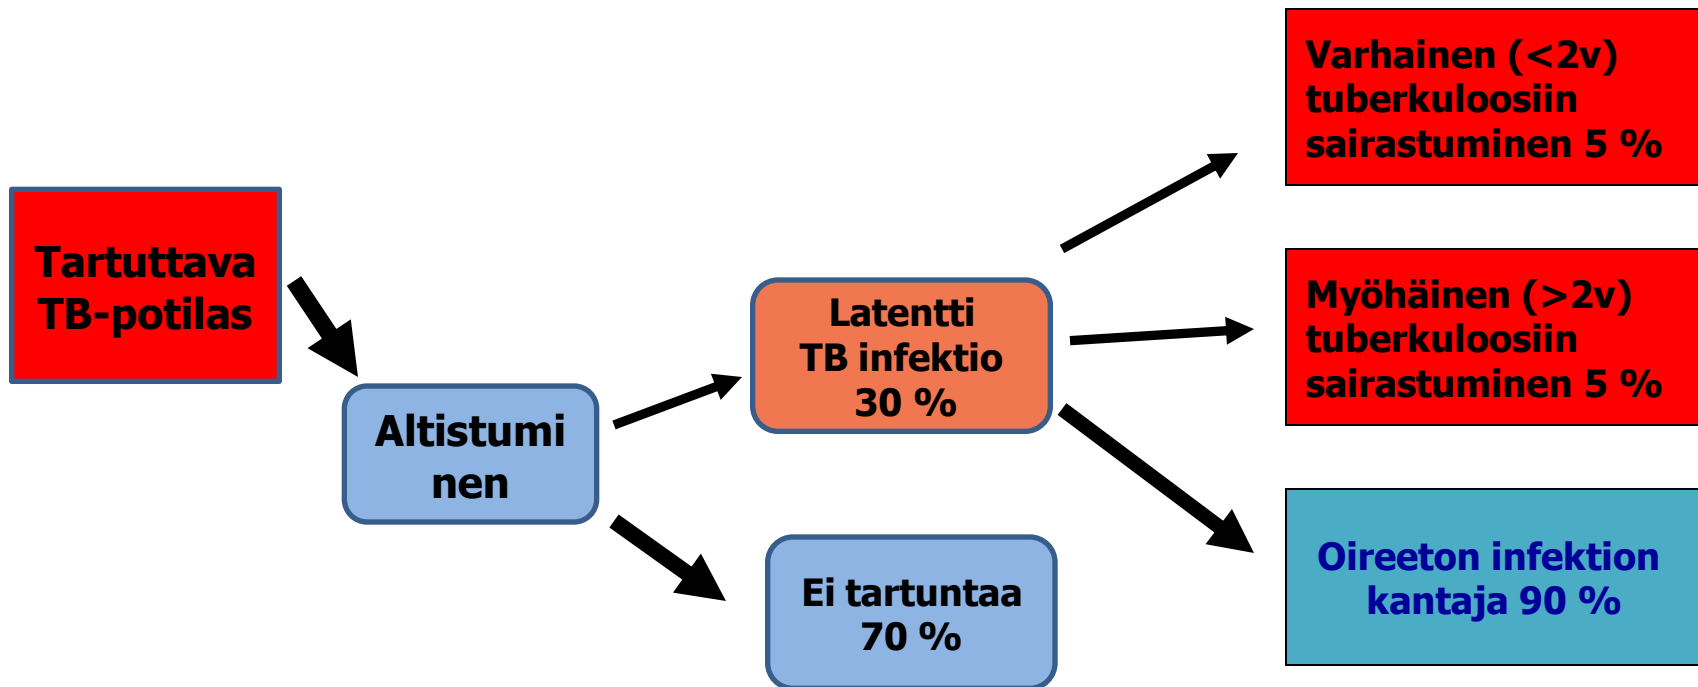 Tartuttava
TB-potilas
Altistumi
nen
Latentti
TB infektio
30 %
Ei tartuntaa
70 %
Varhainen (<2v)
tuberkuloosiin
sairastuminen 5 %
Myöhäinen (>2v)
tuberkuloosiin
sairastuminen 5 %
Oireeton infektion
kantaja 90 %